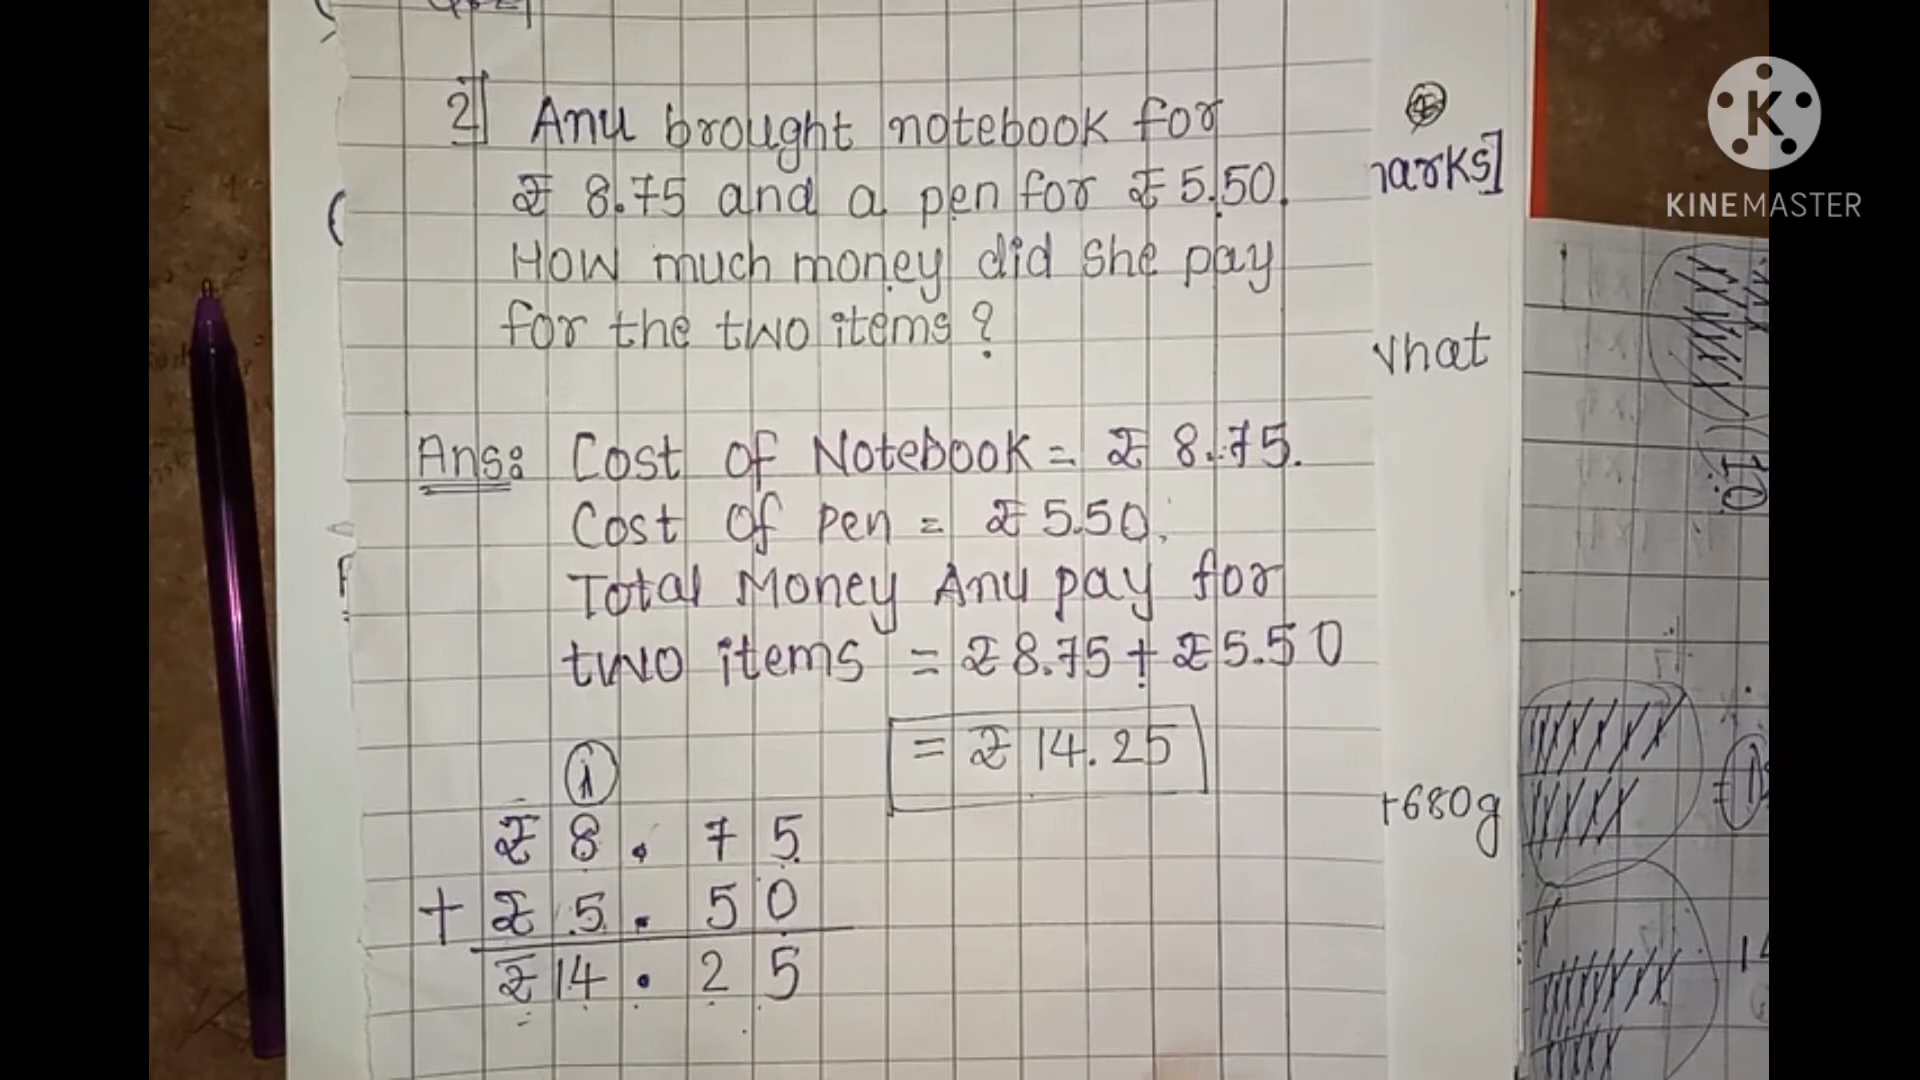 2] Anu brought notebook for
₹ 8.75 and a pen for ₹ 5.50.
How much money did she pay
for the two items?
Ans: Cost of Notebook = ₹ 8.75.
Cost of pen = ₹ 5.50.
Total Money Anu pay for
two items = ₹ 8.75 + ₹ 5.50
= ₹ 14.25
1
₹ 8 . 7 5
+ ₹ 5 . 5 0
₹ 14 . 2 5
+680g
KINEMASTER